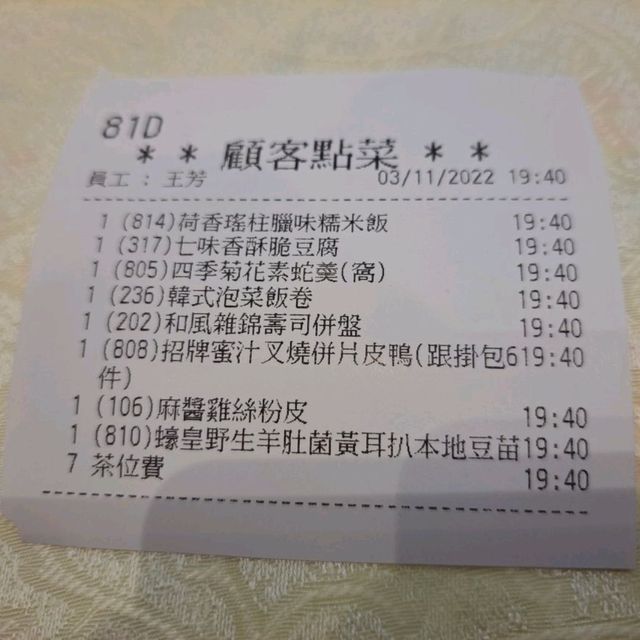 81D
* * 顧客點菜 * *
員工 : 王芳 03/11/2022 19:40
1 (814)荷香瑤柱臘味糯米飯 19:40
1 (317)七味香酥脆豆腐 19:40
1 (805)四季菊花素蛇羹(窩) 19:40
1 (236)韓式泡菜飯卷 19:40
1 (202)和風雜錦壽司併盤 19:40
1 (808)招牌蜜汁叉燒併片皮鴨(跟掛包619:40
件)
1 (106)麻醬雞絲粉皮 19:40
1 (810)蠔皇野生羊肚菌黃耳扒本地豆苗19:40
7 茶位費 19:40